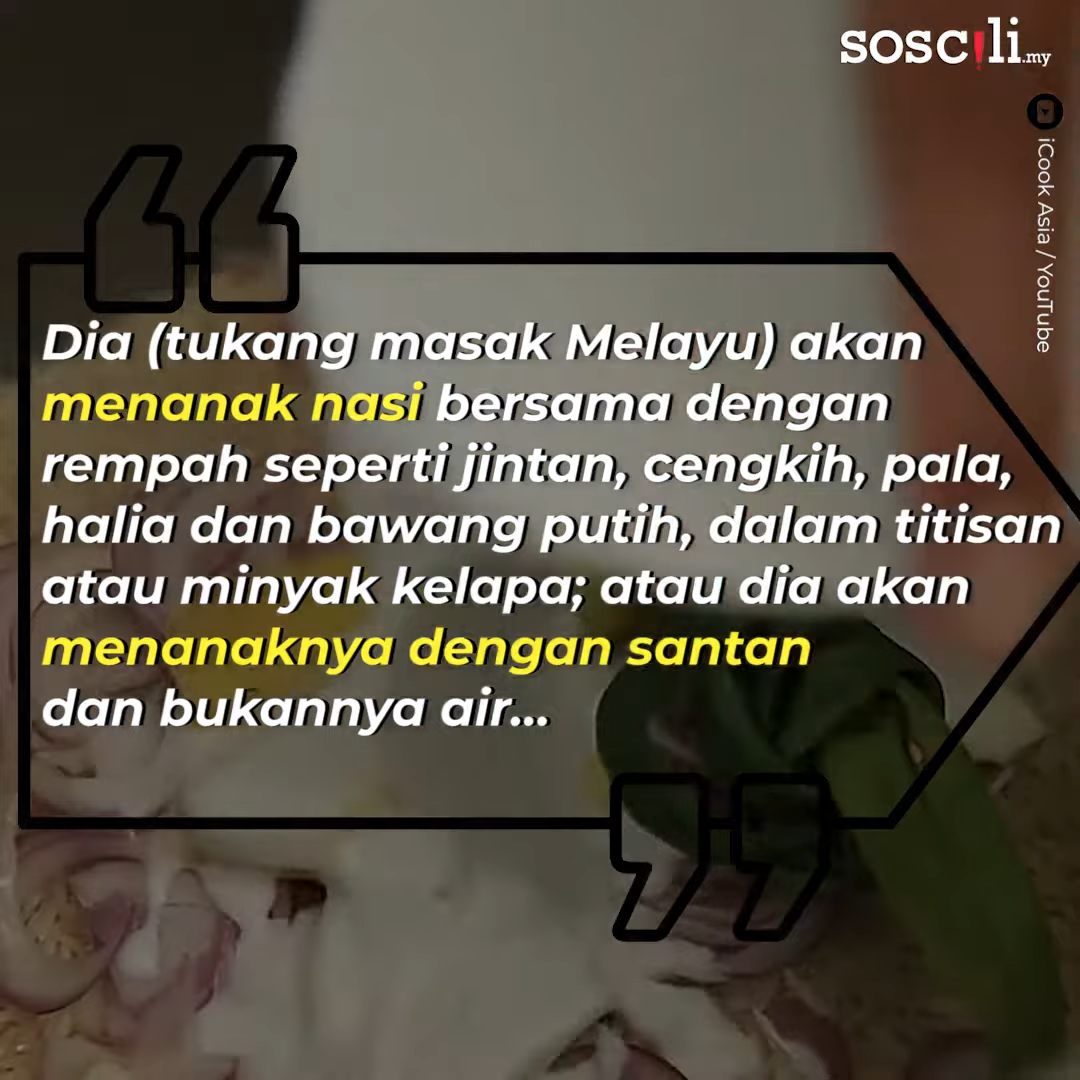 soscili.my
iCook Asia / YouTube
Dia (tukang masak Melayu) akan
menanak nasi bersama dengan
rempah seperti jintan, cengkih, pala,
halia dan bawang putih, dalam titisan
atau minyak kelapa; atau dia akan
menanaknya dengan santan
dan bukannya air...